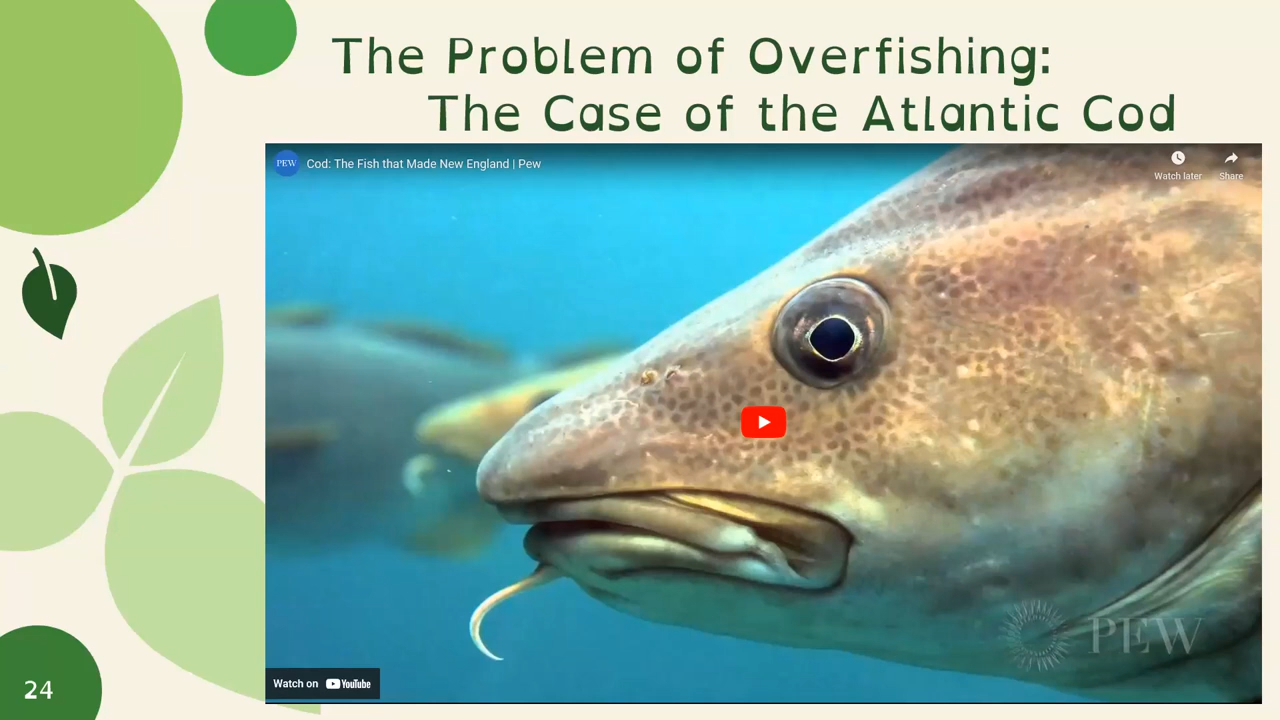 The Problem of Overfishing:
The Case of the Atlantic Cod
PEW Cod: The Fish that Made New England | Pew
Watch later Share
PEW
Watch on YouTube
24